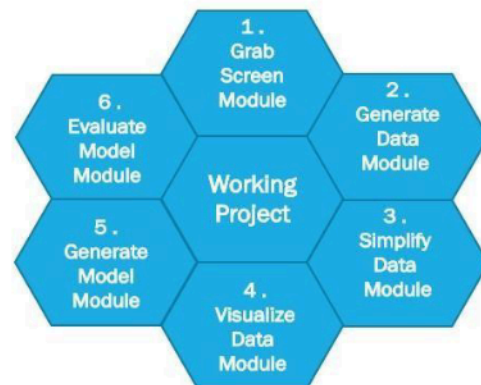 1.
Grab
Screen
Module
2.
Generate
Data
Module
3.
Simplify
Data
Module
4.
Visualize
Data
Module
5.
Generate
Model
Module
6.
Evaluate
Model
Module
Working
Project